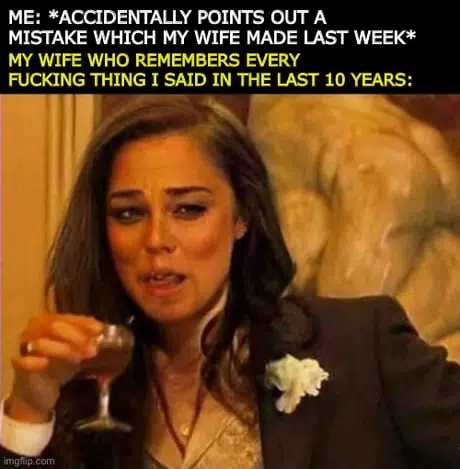 ME: *ACCIDENTALLY POINTS OUT A
MISTAKE WHICH MY WIFE MADE LAST WEEK*
MY WIFE WHO REMEMBERS EVERY
FUCKING THING I SAID IN THE LAST 10 YEARS:
imgflip.com